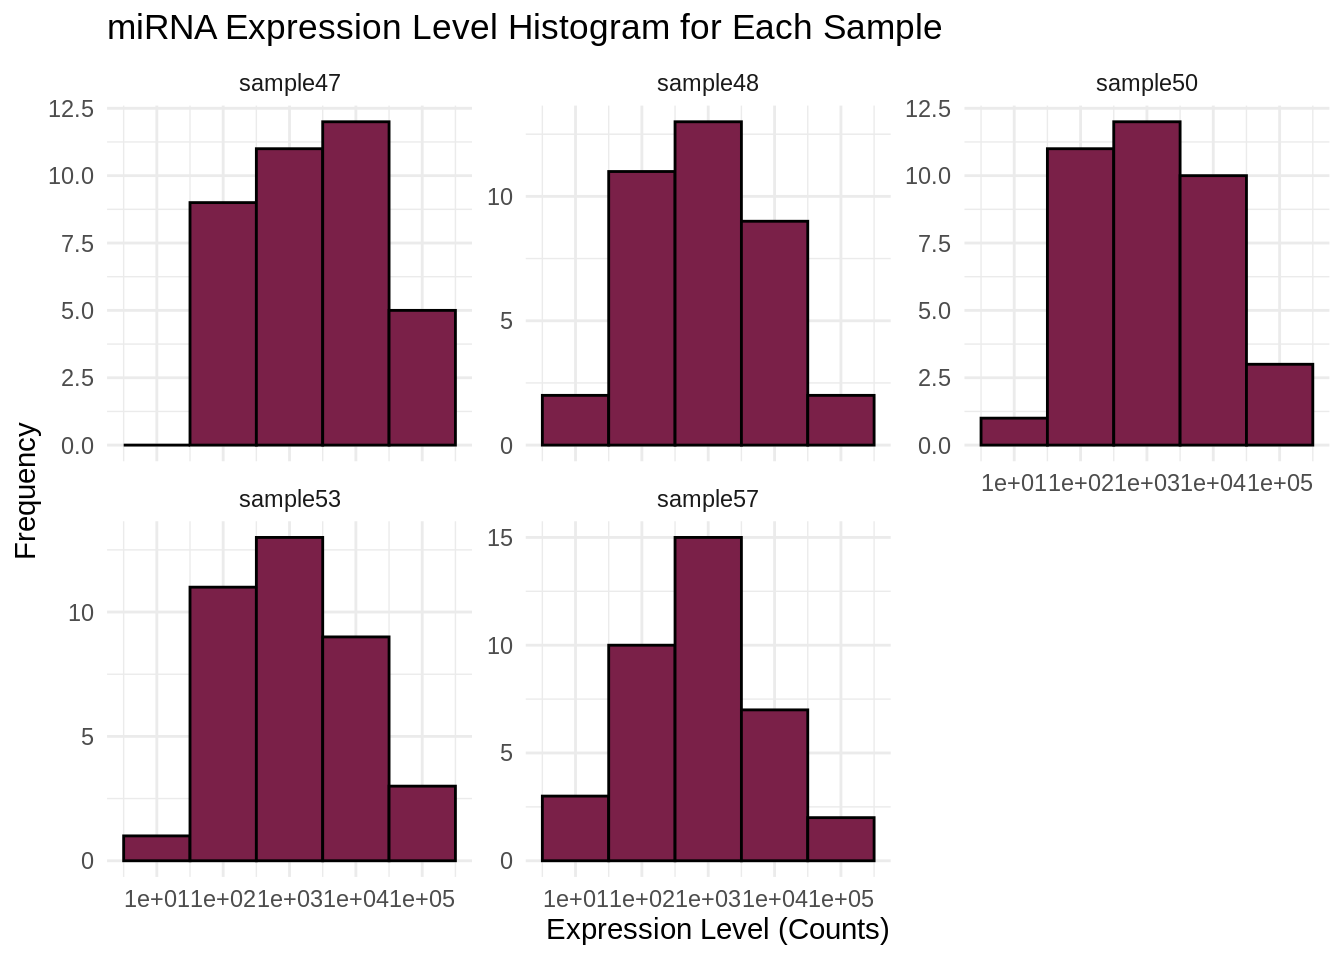 miRNA Expression Level Histogram for Each Sample
sample47
sample48
sample50
12.5
10.0
7.5
5.0
2.5
0.0
10
5
0
12.5
10.0
7.5
5.0
2.5
0.0
1e+011e+021e+031e+041e+05
Frequency
sample53
sample57
10
5
0
15
10
5
0
1e+011e+021e+031e+041e+05
1e+011e+021e+031e+041e+05
Expression Level (Counts)